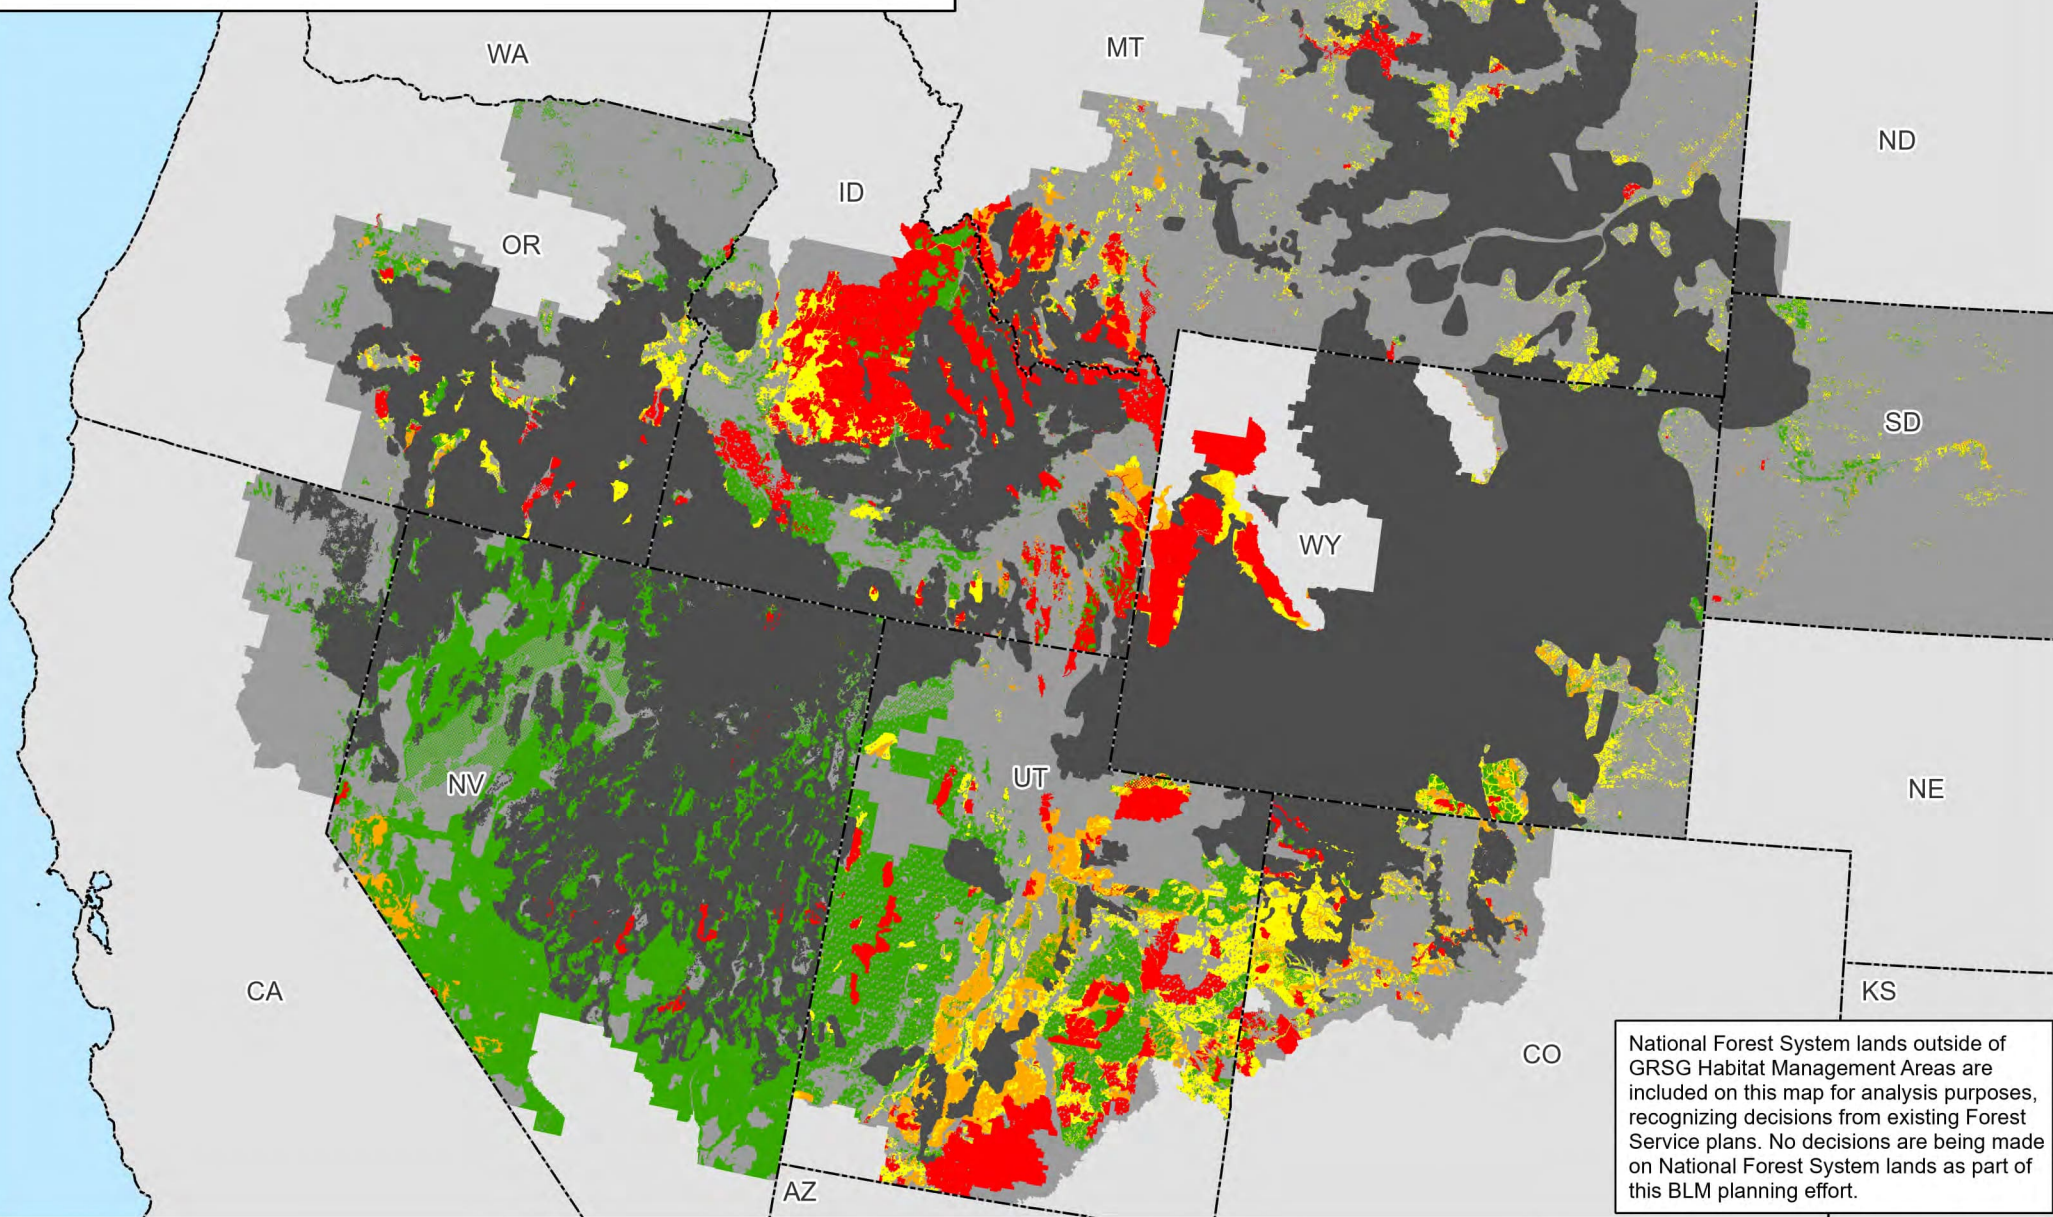 WA
MT
ND
ID
OR
SD
WY
NV
UT
NE
CA
KS
CO
AZ
National Forest System lands outside of
GRSG Habitat Management Areas are
included on this map for analysis purposes,
recognizing decisions from existing Forest
Service plans. No decisions are being made
on National Forest System lands as part of
this BLM planning effort.